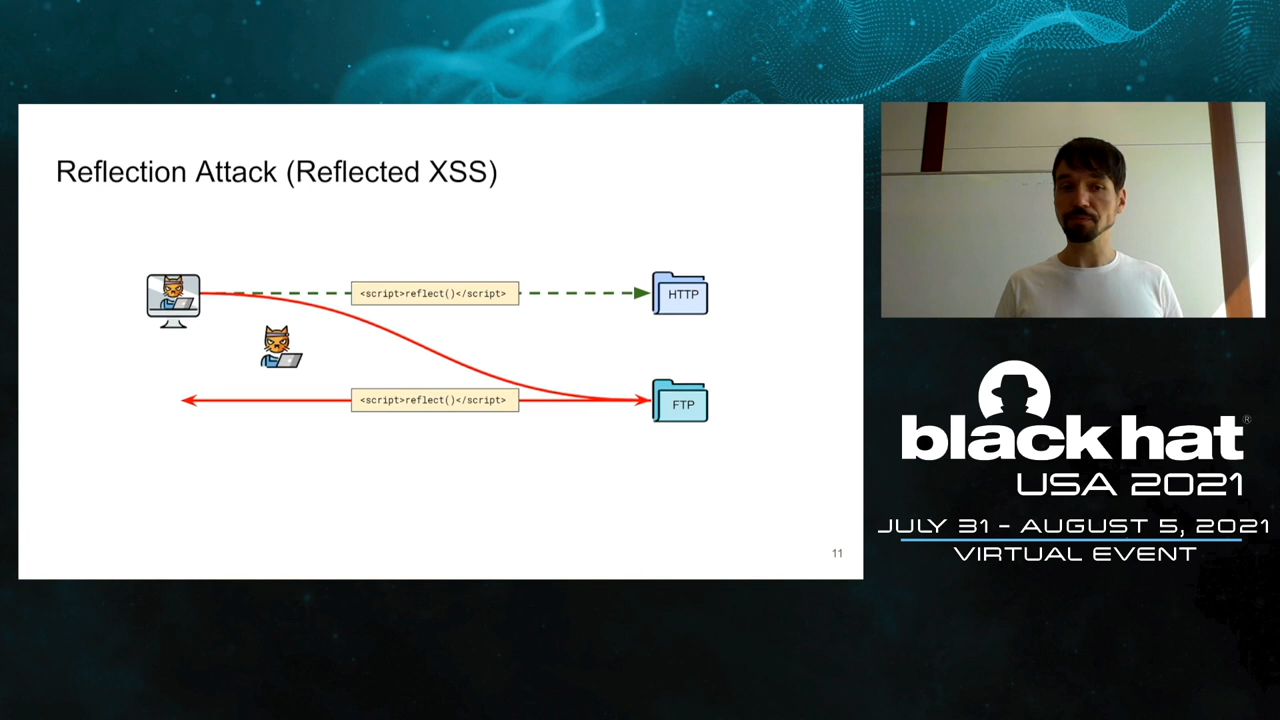 Reflection Attack (Reflected XSS)
<script>reflect()</script>
HTTP
<script>reflect()</script>
FTP
11
black hat®
USA 2021
JULY 31 - AUGUST 5, 2021
VIRTUAL EVENT